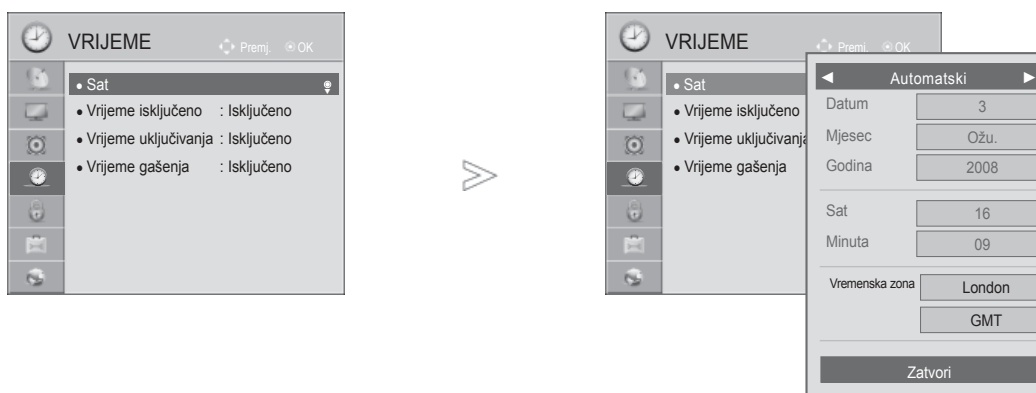 VRIJEME
Premj. OK
• Sat
• Vrijeme isključeno : Isključeno
• Vrijeme uključivanja : Isključeno
• Vrijeme gašenja : Isključeno
VRIJEME
Premj. OK
• Sat
• Vrijeme isključeno
• Vrijeme uključivanja
• Vrijeme gašenja
◄ Automatski ►
Datum 3
Mjesec Ožu.
Godina 2008
Sat 16
Minuta 09
Vremenska zona London
GMT
Zatvori